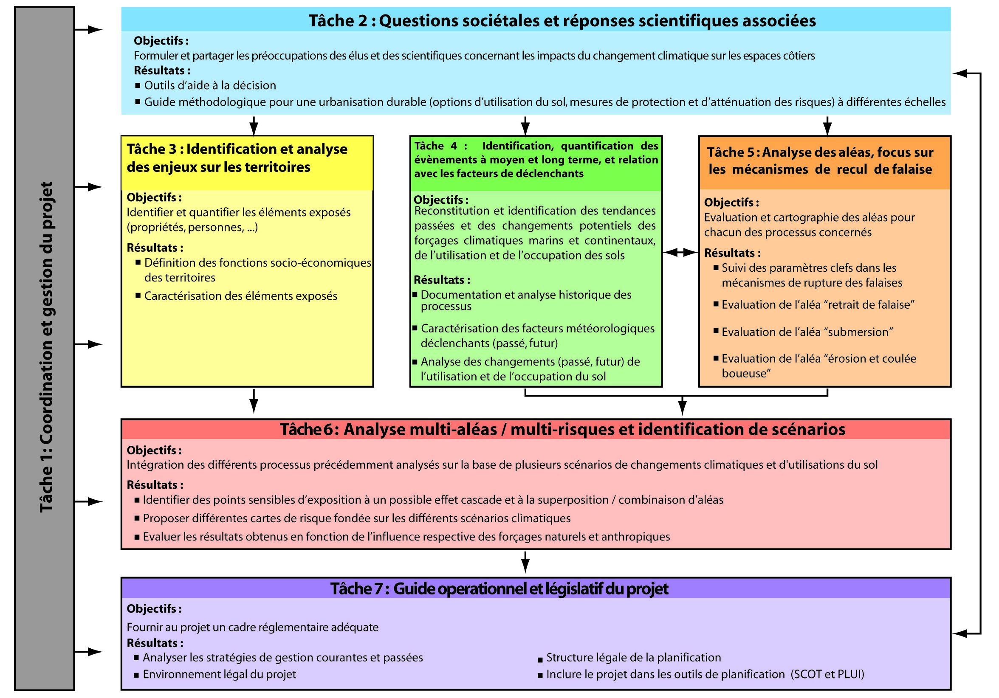 Tâche 1: Coordination et gestion du projet
Tâche 2 : Questions sociétales et réponses scientifiques associées
Objectifs :
Formuler et partager les préoccupations des élus et des scientifiques concernant les impacts du changement climatique sur les espaces côtiers
Résultats :
■ Outils d’aide à la décision
■ Guide méthodologique pour une urbanisation durable (options d’utilisation du sol, mesures de protection et d’atténuation des risques) à différentes échelles
Tâche 3 : Identification et analyse
des enjeux sur les territoires
Objectifs :
Identifier et quantifier les éléments exposés
(propriétés, personnes, ...)
Résultats :
■ Définition des fonctions socio-économiques
des territoires
■ Caractérisation des éléments exposés
Tâche 4 : Identification, quantification des
évènements à moyen et long terme, et relation
avec les facteurs de déclenchants
Objectifs :
Reconstitution et identification des tendances
passées et des changements potentiels des
forçages climatiques marins et continentaux,
de l’utilisation et de l’occupation des sols
Résultats :
■ Documentation et analyse historique des
processus
■ Caractérisation des facteurs météorologiques
déclenchants (passé, futur)
■ Analyse des changements (passé, futur) de
l’utilisation et de l’occupation du sol
Tâche 5 : Analyse des aléas, focus sur
les mécanismes de recul de falaise
Objectifs :
Evaluation et cartographie des aléas pour
chacun des processus concernés
Résultats :
■ Suivi des paramètres clefs dans les
mécanismes de rupture des falaises
■ Evaluation de l’aléa “retrait de falaise”
■ Evaluation de l’aléa “submersion”
■ Evaluation de l’aléa “érosion et coulée
boueuse”
Tâche 6 : Analyse multi-aléas / multi-risques et identification de scénarios
Objectifs :
Intégration des différents processus précédemment analysés sur la base de plusieurs scénarios de changements climatiques et d'utilisations du sol
Résultats :
■ Identifier des points sensibles d’exposition à un possible effet cascade et à la superposition / combinaison d’aléas
■ Proposer différentes cartes de risque fondée sur les différents scénarios climatiques
■ Evaluer les résultats obtenus en fonction de l’influence respective des forçages naturels et anthropiques
Tâche 7 : Guide operationnel et législatif du projet
Objectifs :
Fournir au projet un cadre réglementaire adéquate
Résultats :
■ Analyser les stratégies de gestion courantes et passées
■ Environnement légal du projet
■ Structure légale de la planification
■ Inclure le projet dans les outils de planification (SCOT et PLUI)